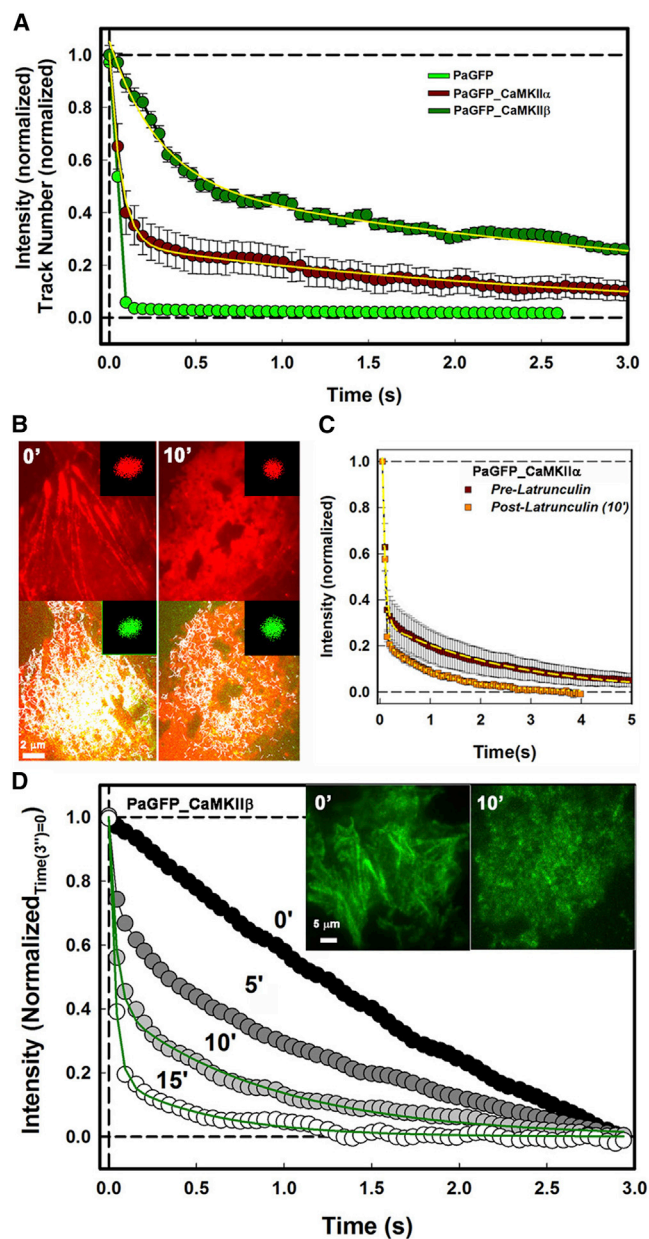 A
Intensity (normalized)
Track Number (normalized)
1.0
0.8
0.6
0.4
0.2
0.0
PaGFP
PaGFP_CaMKIIα
PaGFP_CaMKIIβ
0.0 0.5 1.0 1.5 2.0 2.5 3.0
Time (s)
B
0'
10'
2 µm
C
Intensity (normalized)
1.0
0.8
0.6
0.4
0.2
0.0
PaGFP_CaMKIIα
Pre-Latrunculin
Post-Latrunculin (10')
0 1 2 3 4 5
Time(s)
D
Intensity (Normalized Time(3")=0)
1.0
0.8
0.6
0.4
0.2
0.0
PaGFP_CaMKIIβ
0'
10'
5 µm
0'
5'
10'
15'
0.0 0.5 1.0 1.5 2.0 2.5 3.0
Time (s)